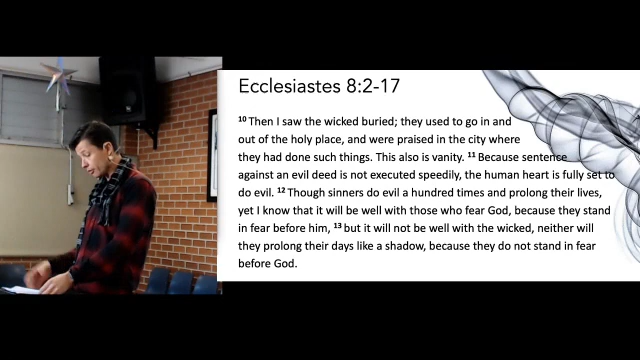 Ecclesiastes 8:2-17
10 Then I saw the wicked buried; they used to go in and
out of the holy place, and were praised in the city where
they had done such things. This also is vanity. 11 Because sentence
against an evil deed is not executed speedily, the human heart is fully set to
do evil. 12 Though sinners do evil a hundred times and prolong their lives,
yet I know that it will be well with those who fear God, because they stand
in fear before him, 13 but it will not be well with the wicked, neither will
they prolong their days like a shadow, because they do not stand in fear
before God.